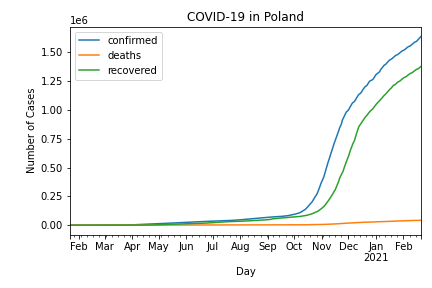 COVID-19 in Poland
1e6
confirmed
deaths
recovered
Number of Cases
1.50
1.25
1.00
0.75
0.50
0.25
0.00
Feb Mar Apr May Jun Jul Aug Sep Oct Nov Dec Jan Feb
2021
Day